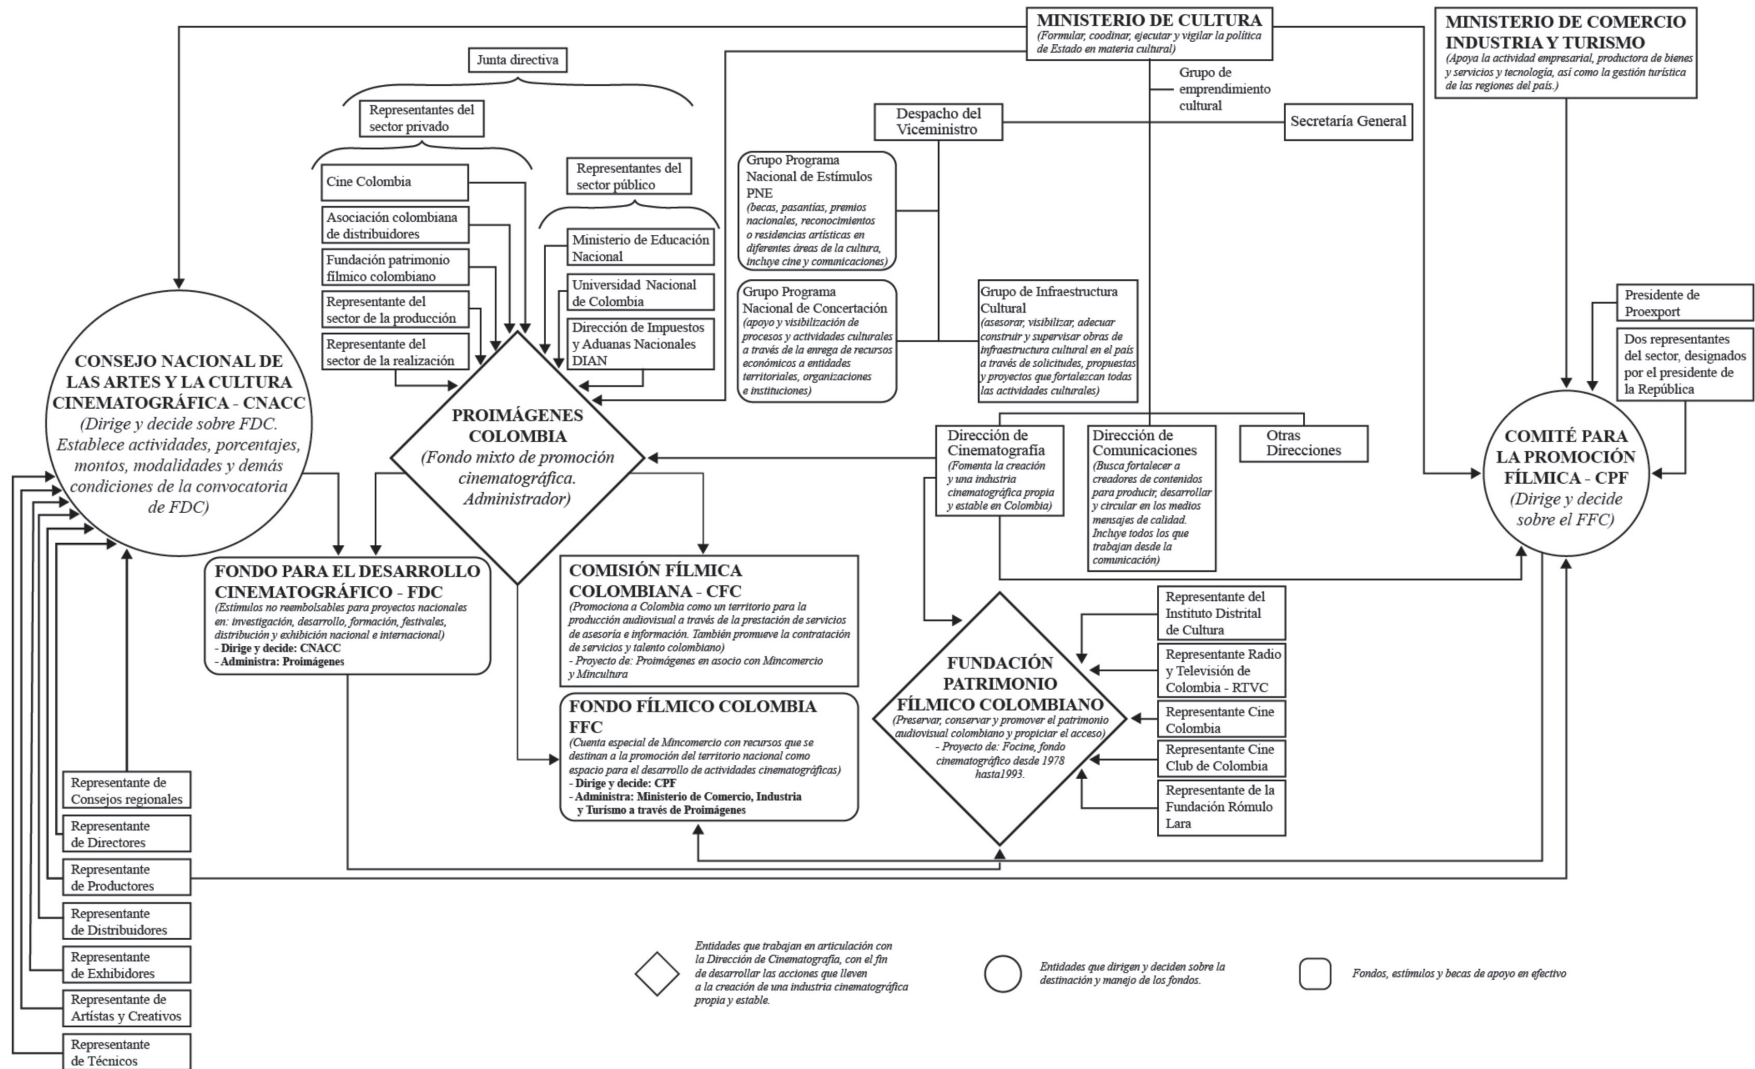 MINISTERIO DE CULTURA
(Formular, coodinar, ejecutar y vigilar la política
de Estado en materia cultural)
MINISTERIO DE COMERCIO
INDUSTRIA Y TURISMO
(Apoya la actividad empresarial, productora de bienes
y servicios y tecnología, así como la gestión turística
de las regiones del país.)
Junta directiva
Grupo de
emprendimiento
cultural
Representantes del
sector privado
Despacho del
Viceministro
Secretaría General
Cine Colombia
Asociación colombiana
de distribuidores
Fundación patrimonio
fílmico colombiano
Representante del
sector de la producción
Representante del
sector de la realización
Representantes del
sector público
Ministerio de Educación
Nacional
Universidad Nacional
de Colombia
Dirección de Impuestos
y Aduanas Nacionales
DIAN
Grupo Programa
Nacional de Estímulos
PNE
(becas, pasantías, premios
nacionales, reconocimientos
o residencias artísticas en
diferentes áreas de la cultura,
incluye cine y comunicaciones)
Grupo Programa
Nacional de Concertación
(apoyo y visibilización de
procesos y actividades culturales
a través de la enrega de recursos
económicos a entidades
territoriales, organizaciones
e instituciones)
Grupo de Infraestructura
Cultural
(asesorar, visibilizar, adecuar
construir y supervisar obras de
infraestructura cultural en el país
a través de solicitudes, propuestas
y proyectos que fortalezcan todas
las actividades culturales)
Presidente de
Proexport
Dos representantes
del sector, designados
por el presidente de
la República
CONSEJO NACIONAL DE
LAS ARTES Y LA CULTURA
CINEMATOGRÁFICA - CNACC
(Dirige y decide sobre FDC.
Establece actividades, porcentajes,
montos, modalidades y demás
condiciones de la convocatoria
de FDC)
PROIMÁGENES
COLOMBIA
(Fondo mixto de promoción
cinematográfica.
Administrador)
Dirección de
Cinematografía
(Fomenta la creación
y una industria
cinematográfica propia
y estable en Colombia)
Dirección de
Comunicaciones
(Busca fortalecer a
creadores de contenidos
para producir, desarrollar
y circular en los medios
mensajes de calidad.
Incluye todos los que
trabajan desde la
comunicación)
Otras
Direcciones
COMITÉ PARA
LA PROMOCIÓN
FÍLMICA - CPF
(Dirige y decide
sobre el FFC)
FONDO PARA EL DESARROLLO
CINEMATOGRÁFICO - FDC
(Estímulos no reembolsables para proyectos nacionales
en: investigación, desarrollo, formación, festivales,
distribución y exhibición nacional e internacional)
- Dirige y decide: CNACC
- Administra: Proimágenes
COMISIÓN FÍLMICA
COLOMBIANA - CFC
(Promociona a Colombia como un territorio para la
producción audiovisual a través de la prestación de servicios
de asesoría e información. También promueve la contratación
de servicios y talento colombiano)
- Proyecto de: Proimágenes en asocio con Mincomercio
y Mincultura
FONDO FÍLMICO COLOMBIA
FFC
(Cuenta especial de Mincomercio con recursos que se
destinan a la promoción del territorio nacional como
espacio para el desarrollo de actividades cinematográficas)
- Dirige y decide: CPF
- Administra: Ministerio de Comercio, Industria
y Turismo a través de Proimágenes
FUNDACIÓN
PATRIMONIO
FÍLMICO COLOMBIANO
(Preservar, conservar y promover el patrimonio
audiovisual colombiano y propiciar el acceso)
- Proyecto de: Focine, fondo
cinematográfico desde 1978
hasta1993.
Representante del
Instituto Distrital
de Cultura
Representante Radio
y Televisión de
Colombia - RTVC
Representante Cine
Colombia
Representante Cine
Club de Colombia
Representante de la
Fundación Rómulo
Lara
Representante de
Consejos regionales
Representante
de Directores
Representante
de Productores
Representante
de Distribuidores
Representante
de Exhibidores
Representante de
Artístas y Creativos
Representante
de Técnicos
Entidades que trabajan en articulación con
la Dirección de Cinematografía, con el fin
de desarrollar las acciones que lleven
a la creación de una industria cinematográfica
propia y estable.
Entidades que dirigen y deciden sobre la
destinación y manejo de los fondos.
Fondos, estímulos y becas de apoyo en efectivo